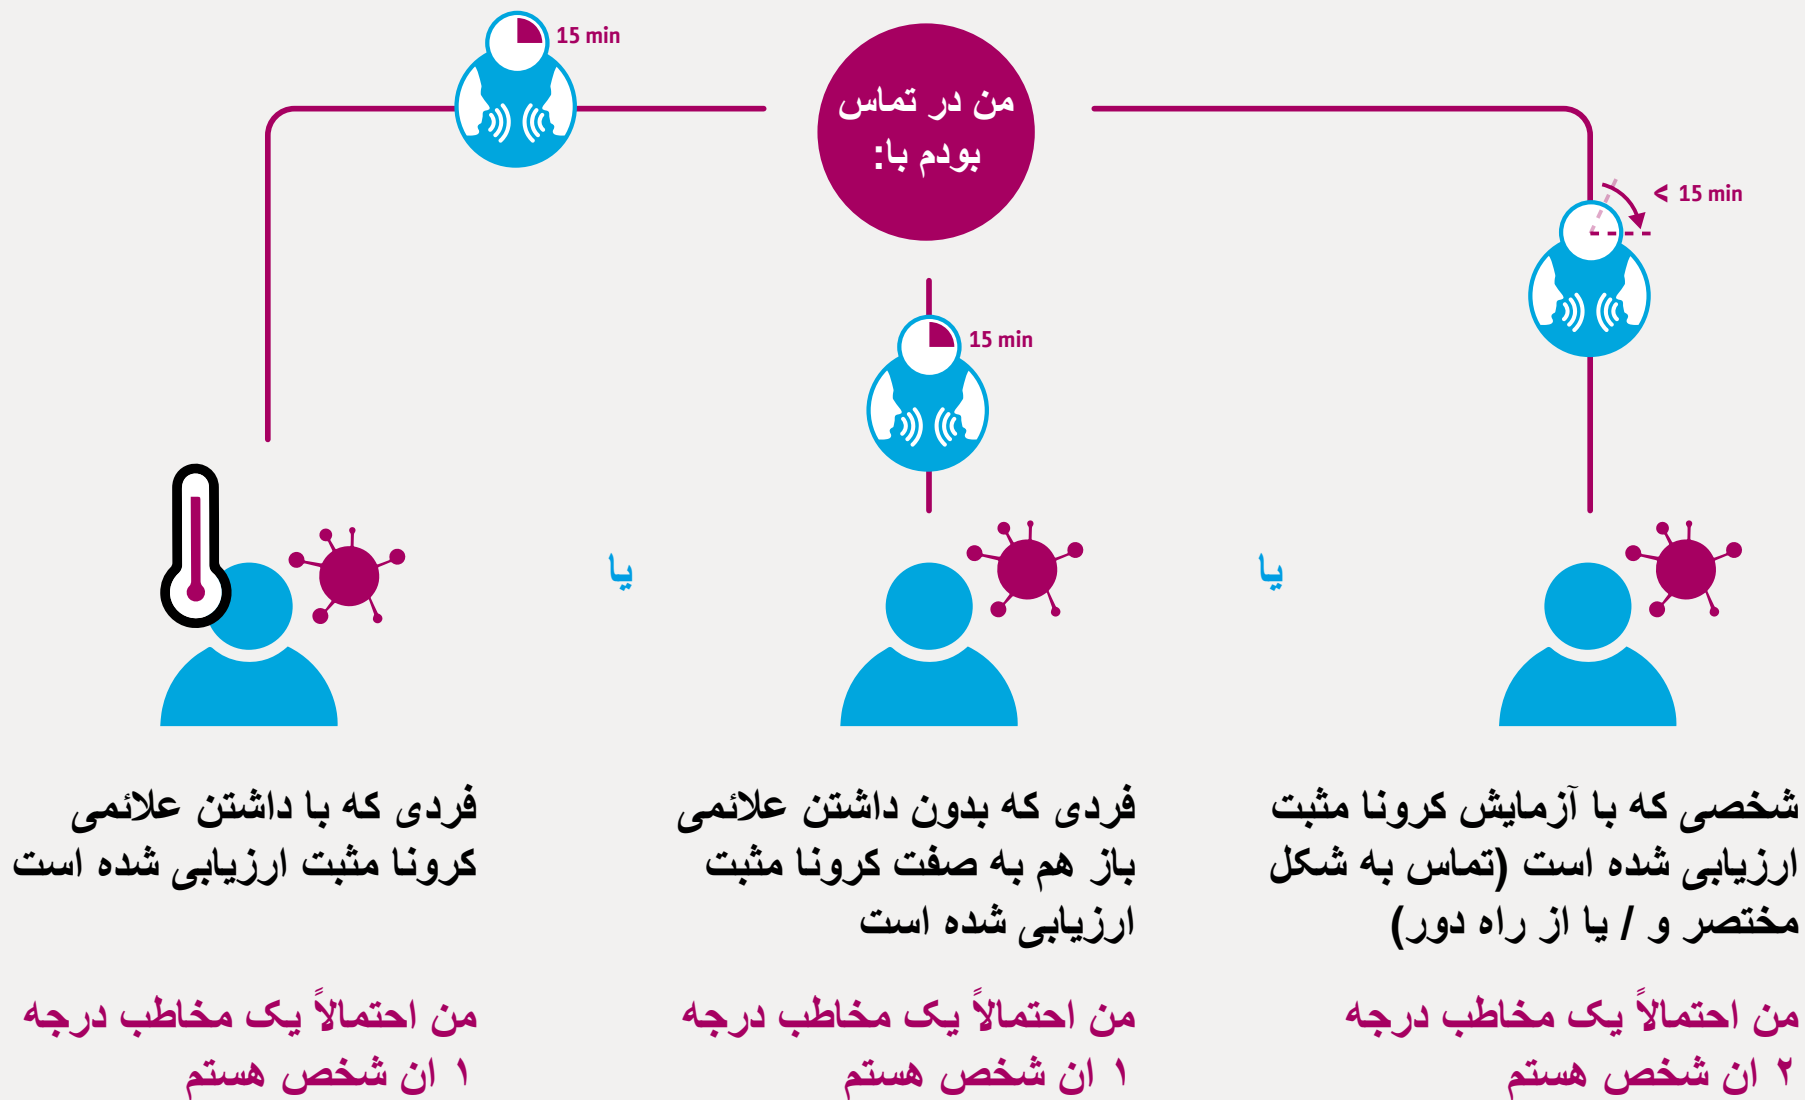 من در تماس
بودم با:
< 15 min
15 min
15 min
شخصی که با آزمایش کرونا مثبت
ارزیابی شده است (تماس به شکل
مختصر و / یا از راه دور)
من احتمالاً یک مخاطب درجه
۲ ان شخص هستم
یا
فردی که بدون داشتن علائمی
باز هم به صفت کرونا مثبت
ارزیابی شده است
من احتمالاً یک مخاطب درجه
۱ ان شخص هستم
یا
فردی که با داشتن علائمی
کرونا مثبت ارزیابی شده است
من احتمالاً یک مخاطب درجه
۱ ان شخص هستم